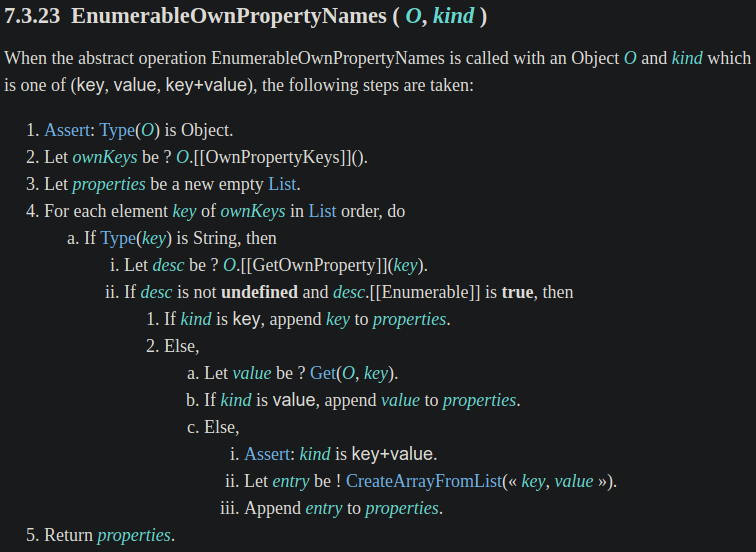 7.3.23 EnumerableOwnPropertyNames ( O, kind )
When the abstract operation EnumerableOwnPropertyNames is called with an Object O and kind which
is one of (key, value, key+value), the following steps are taken:
1. Assert: Type(O) is Object.
2. Let ownKeys be ? O.[[OwnPropertyKeys]]().
3. Let properties be a new empty List.
4. For each element key of ownKeys in List order, do
a. If Type(key) is String, then
i. Let desc be ? O.[[GetOwnProperty]](key).
ii. If desc is not undefined and desc.[[Enumerable]] is true, then
1. If kind is key, append key to properties.
2. Else,
a. Let value be ? Get(O, key).
b. If kind is value, append value to properties.
c. Else,
i. Assert: kind is key+value.
ii. Let entry be ! CreateArrayFromList(« key, value »).
iii. Append entry to properties.
5. Return properties.